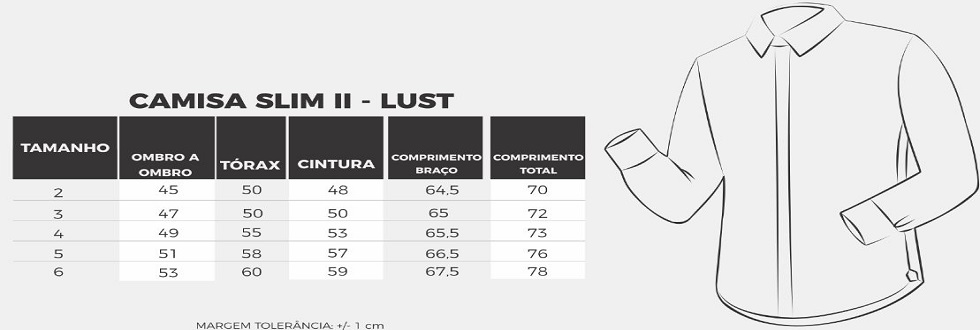 CAMISA SLIM II - LUST
TAMANHO OMBRO A OMBRO TÓRAX CINTURA COMPRIMENTO BRAÇO COMPRIMENTO TOTAL
2 45 50 48 64,5 70
3 47 50 50 65 72
4 49 55 53 65,5 73
5 51 58 57 66,5 76
6 53 60 59 67,5 78
MARGEM TOLERÂNCIA: +/- 1 cm